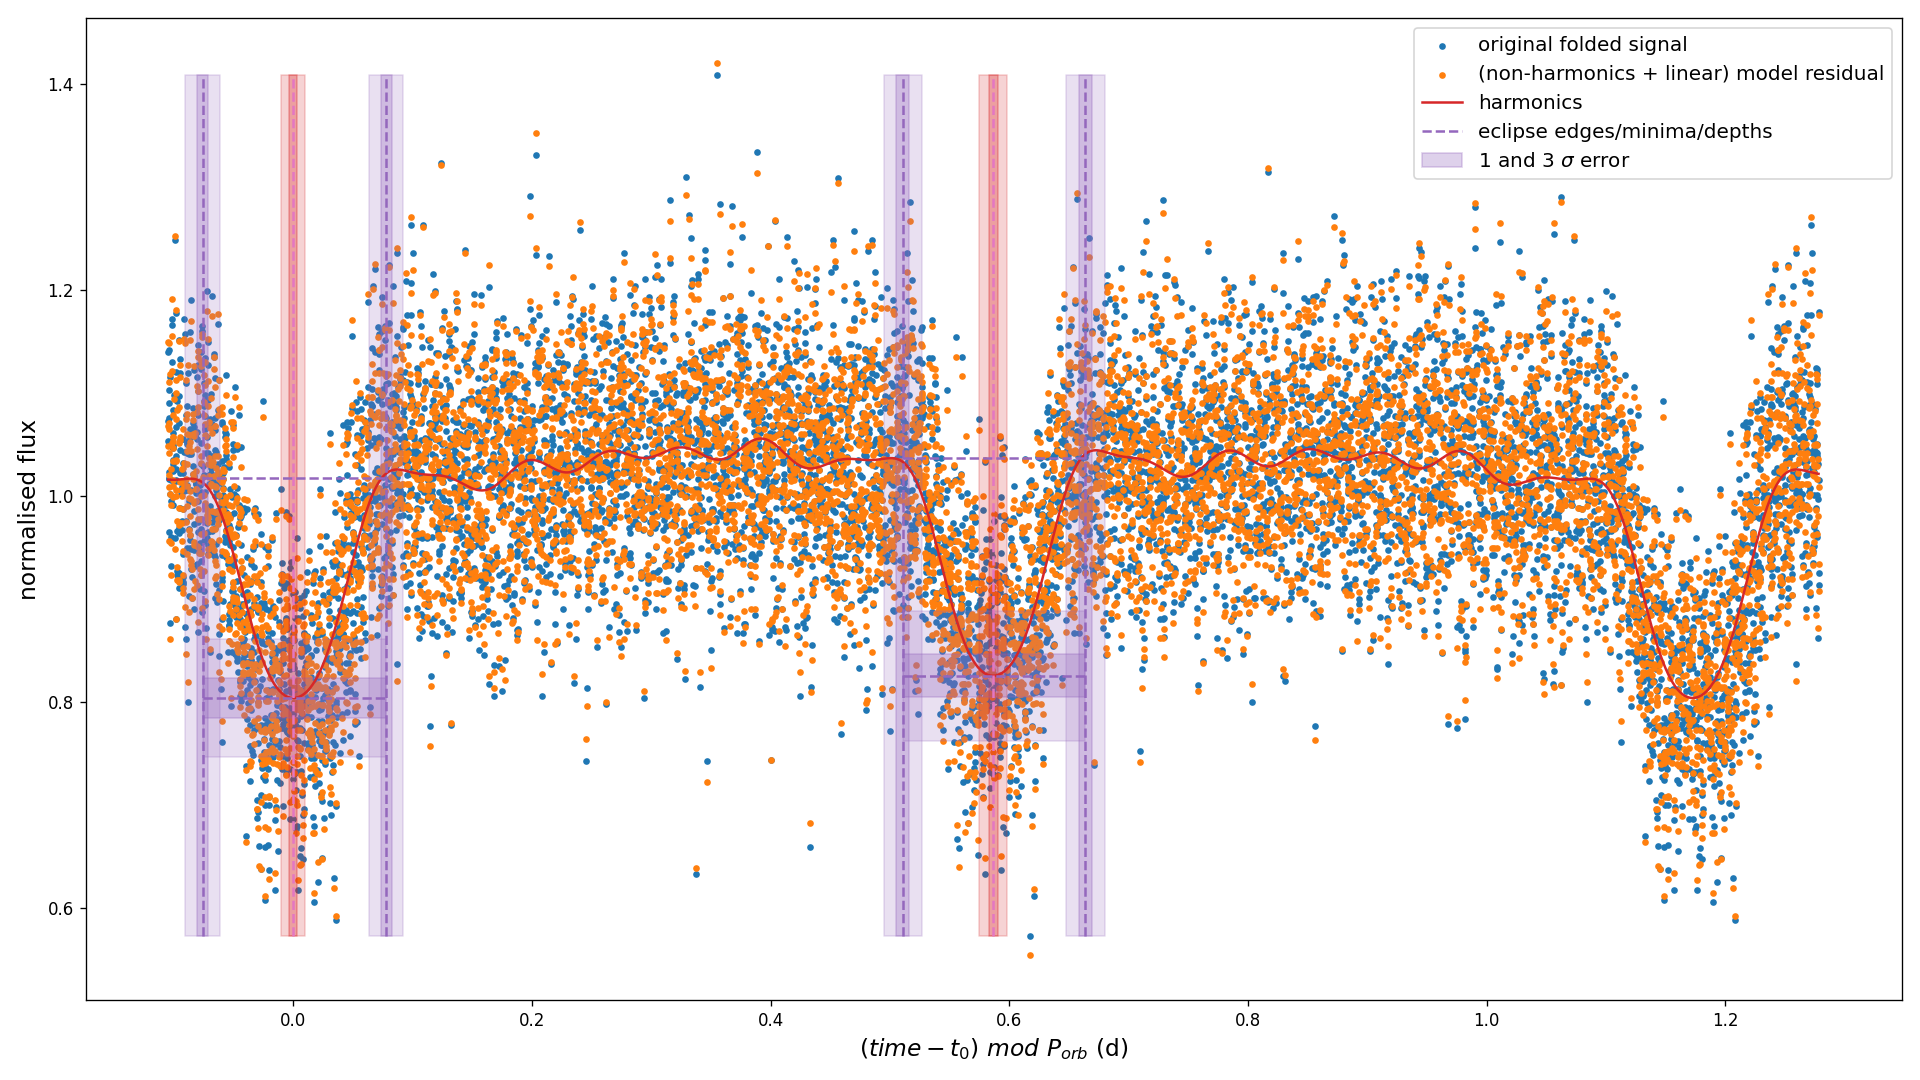 original folded signal
(non-harmonics + linear) model residual
harmonics
eclipse edges/minima/depths
1 and 3 σ error
normalised flux
1.4
1.2
1.0
0.8
0.6
0.0 0.2 0.4 0.6 0.8 1.0 1.2
(time − t₀) mod Pₒᵣb (d)